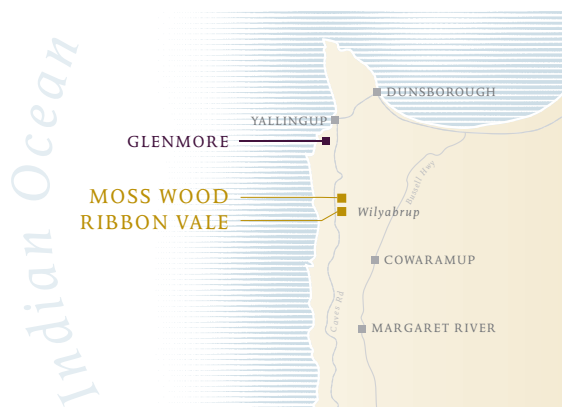 Indian Ocean
DUNSBOROUGH
YALLINGUP
GLENMORE
MOSS WOOD
RIBBON VALE
Wilyabrup
Bussell Hwy
COWARAMUP
Caves Rd
MARGARET RIVER